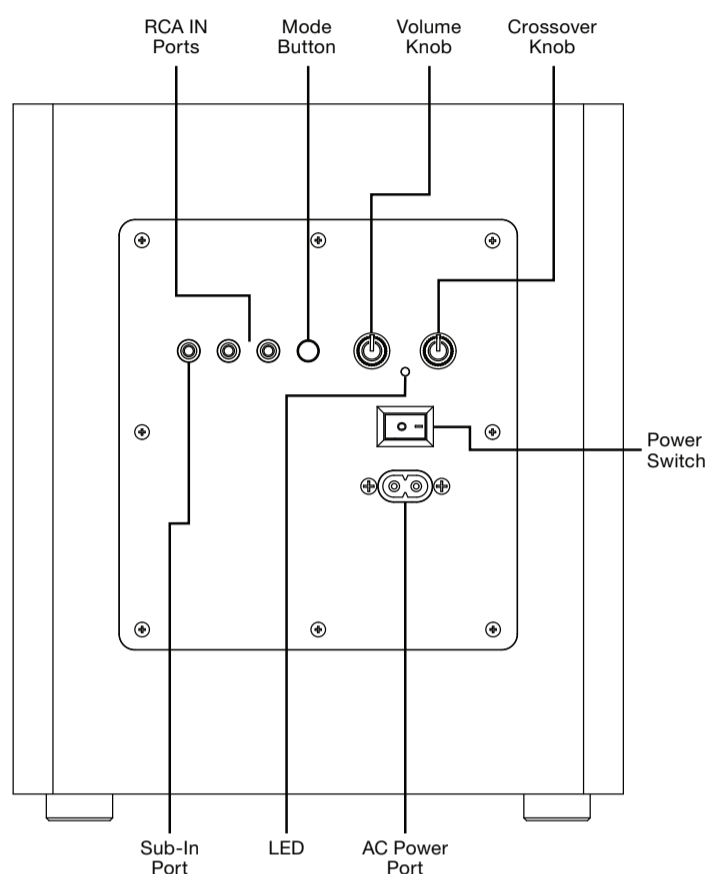 RCA IN
Ports
Mode
Button
Volume
Knob
Crossover
Knob
Power
Switch
Sub-In
Port
LED
AC Power
Port